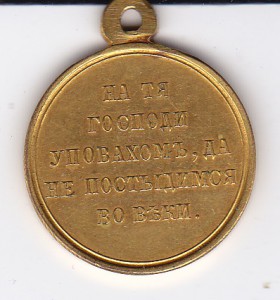 НА ТЯ
ГОСПОДИ
УПОВАХОМЪ, ДА
НЕ ПОСТЫДИМСЯ
ВО ВѢКИ.